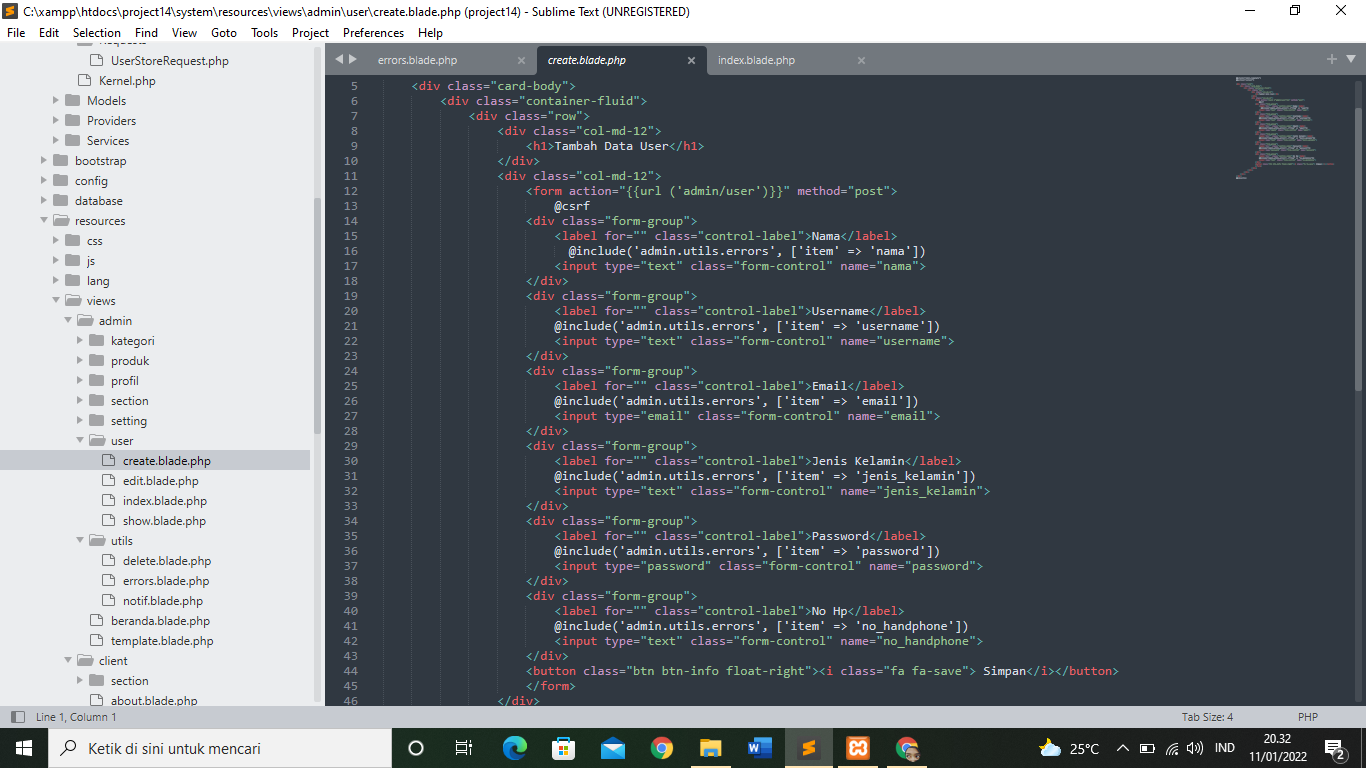 C:\xampp\htdocs\project14\system\resources\views\admin\user\create.blade.php (project14) - Sublime Text (UNREGISTERED)
File Edit Selection Find View Goto Tools Project Preferences Help
Requests
UserStoreRequest.php
Kernel.php
Models
Providers
Services
bootstrap
config
database
resources
css
js
lang
views
admin
kategori
produk
profil
section
setting
user
create.blade.php
edit.blade.php
index.blade.php
show.blade.php
utils
delete.blade.php
errors.blade.php
notif.blade.php
beranda.blade.php
template.blade.php
client
section
about.blade.php
errors.blade.php create.blade.php index.blade.php
5 <div class="card-body">
6 <div class="container-fluid">
7 <div class="row">
8 <div class="col-md-12">
9 <h1>Tambah Data User</h1>
10 </div>
11 <div class="col-md-12">
12 <form action="{{url ('admin/user')}}" method="post">
13 @csrf
14 <div class="form-group">
15 <label for="" class="control-label">Nama</label>
16 @include('admin.utils.errors', ['item' => 'nama'])
17 <input type="text" class="form-control" name="nama">
18 </div>
19 <div class="form-group">
20 <label for="" class="control-label">Username</label>
21 @include('admin.utils.errors', ['item' => 'username'])
22 <input type="text" class="form-control" name="username">
23 </div>
24 <div class="form-group">
25 <label for="" class="control-label">Email</label>
26 @include('admin.utils.errors', ['item' => 'email'])
27 <input type="email" class="form-control" name="email">
28 </div>
29 <div class="form-group">
30 <label for="" class="control-label">Jenis Kelamin</label>
31 @include('admin.utils.errors', ['item' => 'jenis_kelamin'])
32 <input type="text" class="form-control" name="jenis_kelamin">
33 </div>
34 <div class="form-group">
35 <label for="" class="control-label">Password</label>
36 @include('admin.utils.errors', ['item' => 'password'])
37 <input type="password" class="form-control" name="password">
38 </div>
39 <div class="form-group">
40 <label for="" class="control-label">No Hp</label>
41 @include('admin.utils.errors', ['item' => 'no_handphone'])
42 <input type="text" class="form-control" name="no_handphone">
43 </div>
44 <button class="btn btn-info float-right"><i class="fa fa-save"> Simpan</i></button>
45 </form>
46 </div>
Line 1, Column 1 Tab Size: 4 PHP
Ketik di sini untuk mencari
25°C IND
20.32
11/01/2022
2